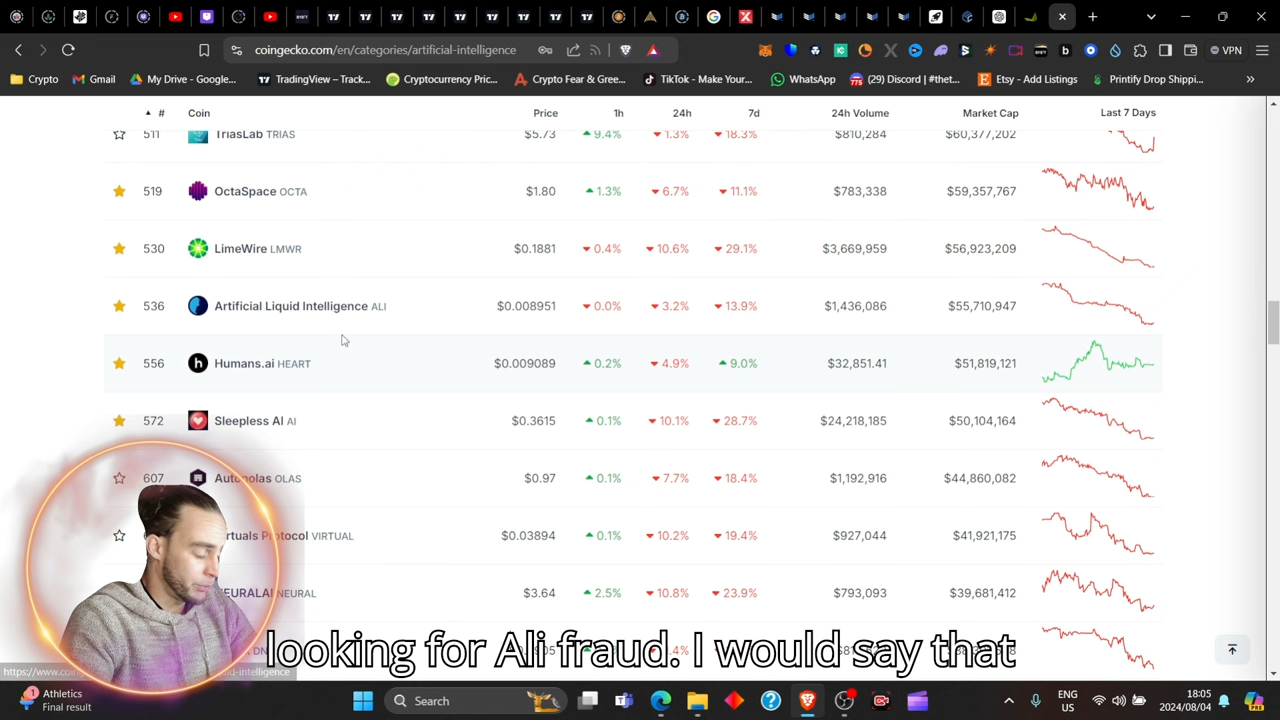 coingecko.com/en/categories/artificial-intelligence
VPN
Crypto
Gmail
My Drive - Google...
TradingView – Track...
Cryptocurrency Pric...
Crypto Fear & Gree...
TikTok - Make Your...
WhatsApp
(29) Discord | #thet...
Etsy - Add Listings
Printify Drop Shippi...
# Coin Price 1h 24h 7d 24h Volume Market Cap Last 7 Days
511 TriasLab TRIAS $5.73 9.4% 1.3% 18.3% $810,284 $60,377,202
519 OctaSpace OCTA $1.80 1.3% 6.7% 11.1% $783,338 $59,357,767
530 LimeWire LMWR $0.1881 0.4% 10.6% 29.1% $3,669,959 $56,923,209
536 Artificial Liquid Intelligence ALI $0.008951 0.0% 3.2% 13.9% $1,436,086 $55,710,947
556 Humans.ai HEART $0.009089 0.2% 4.9% 9.0% $32,851.41 $51,819,121
572 Sleepless AI AI $0.3615 0.1% 10.1% 28.7% $24,218,185 $50,104,164
607 Autonolas OLAS $0.97 0.1% 7.7% 18.4% $1,192,916 $44,860,082
Virtuals Protocol VIRTUAL $0.03894 0.1% 10.2% 19.4% $927,044 $41,921,175
NEURALAI NEURAL $3.64 2.5% 10.8% 23.9% $793,093 $39,681,412
looking for Ali fraud. I would say that
Athletics
Final result
Search
ENG
US
18:05
2024/08/04